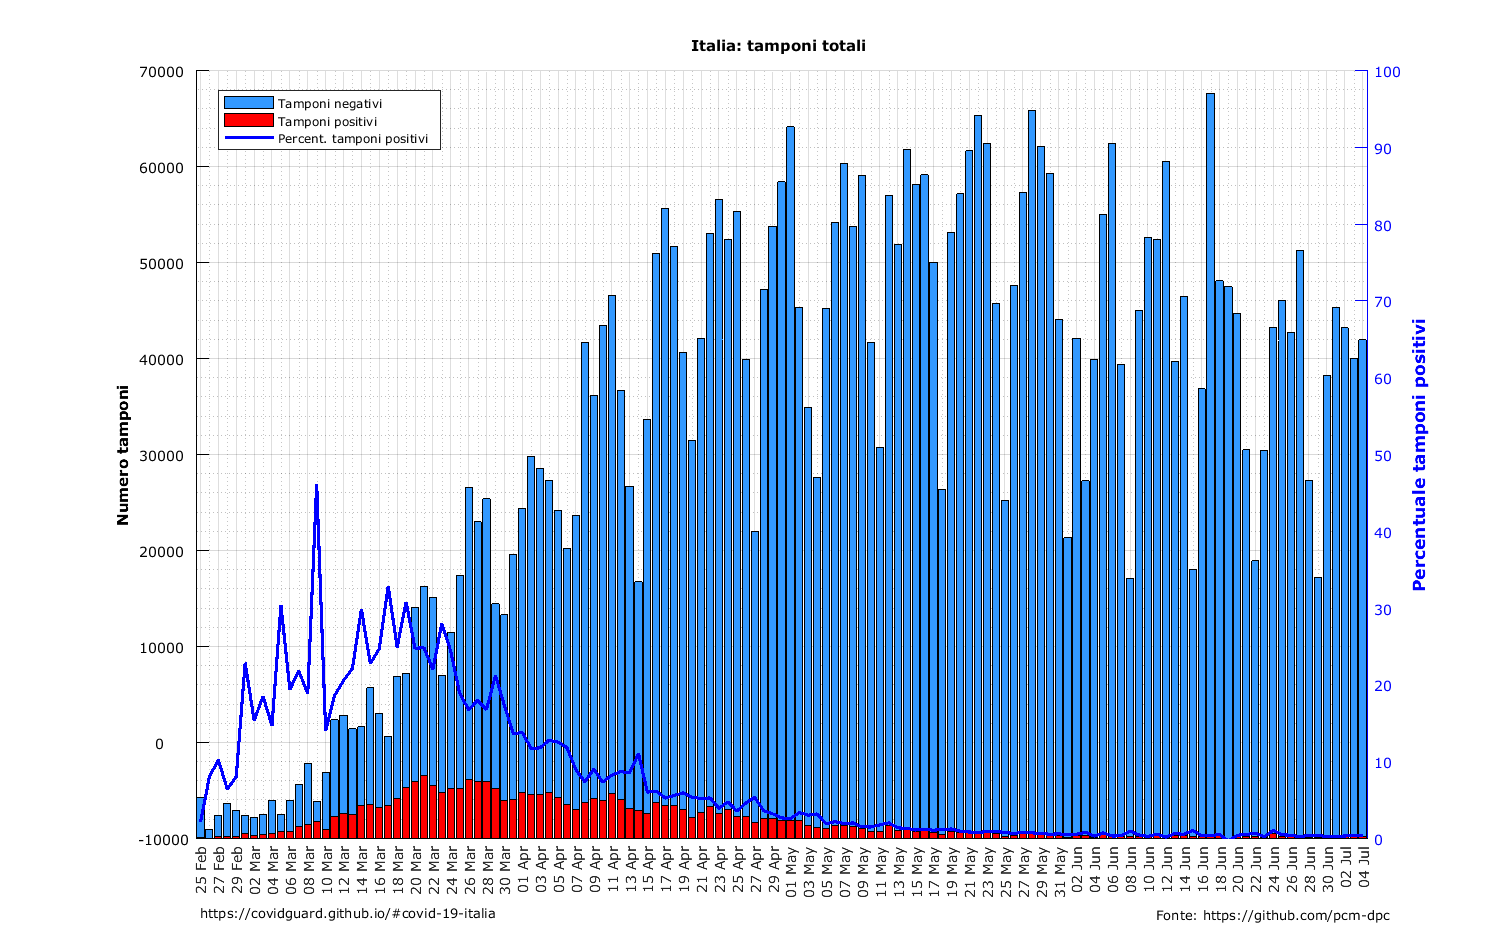 Italia: tamponi totali
70000
60000
50000
40000
30000
20000
10000
0
-10000
Numero tamponi
Tamponi negativi
Tamponi positivi
Percent. tamponi positivi
100
90
80
70
60
50
40
30
20
10
0
Percentuale tamponi positivi
25 Feb
27 Feb
29 Feb
02 Mar
04 Mar
06 Mar
08 Mar
10 Mar
12 Mar
14 Mar
16 Mar
18 Mar
20 Mar
22 Mar
24 Mar
26 Mar
28 Mar
30 Mar
01 Apr
03 Apr
05 Apr
07 Apr
09 Apr
11 Apr
13 Apr
15 Apr
17 Apr
19 Apr
21 Apr
23 Apr
25 Apr
27 Apr
29 Apr
01 May
03 May
05 May
07 May
09 May
11 May
13 May
15 May
17 May
19 May
21 May
23 May
25 May
27 May
29 May
31 May
02 Jun
04 Jun
06 Jun
08 Jun
10 Jun
12 Jun
14 Jun
16 Jun
18 Jun
20 Jun
22 Jun
24 Jun
26 Jun
28 Jun
30 Jun
02 Jul
04 Jul
https://covidguard.github.io/#covid-19-italia
Fonte: https://github.com/pcm-dpc